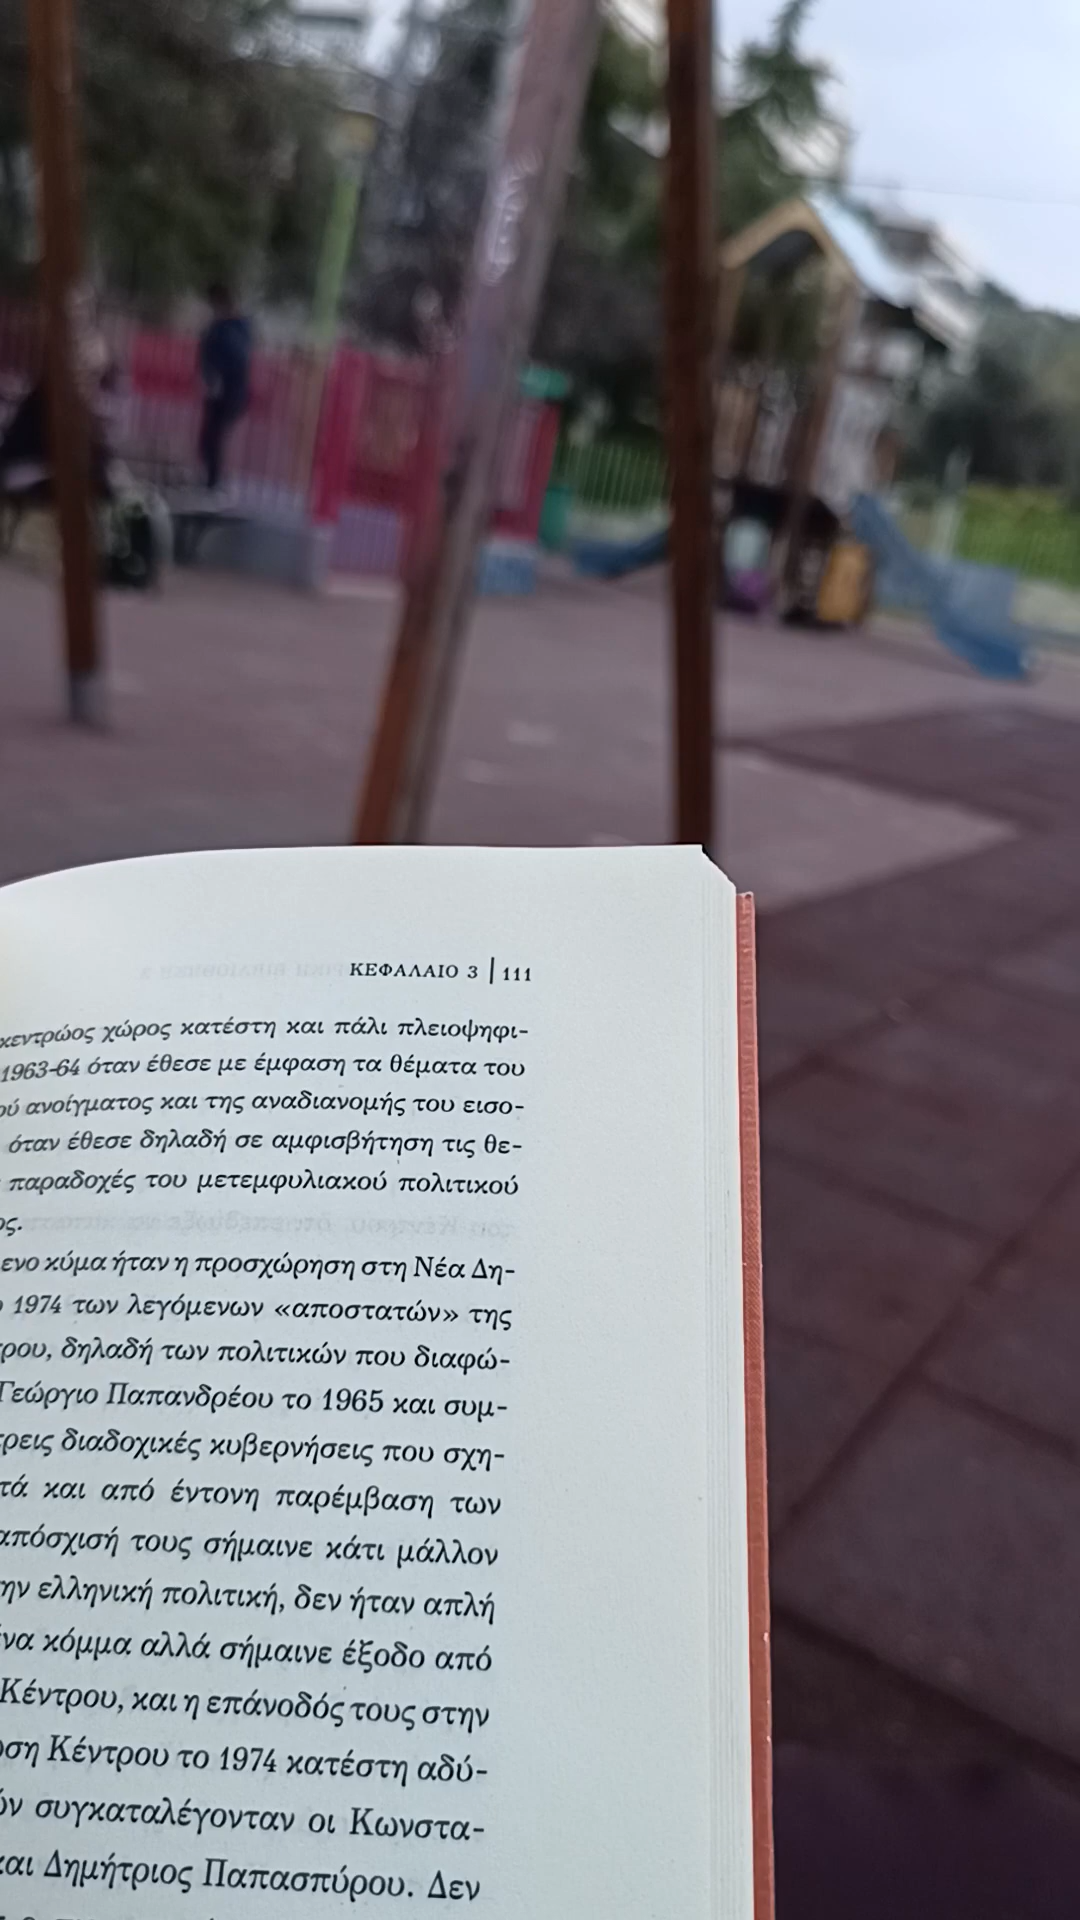 ΚΕΦΑΛΑΙΟ 3 | 111
κεντρώος χώρος κατέστη και πάλι πλειοψηφι-
1963-64 όταν έθεσε με έμφαση τα θέματα του
ού ανοίγματος και της αναδιανομής του εισο-
όταν έθεσε δηλαδή σε αμφισβήτηση τις θε-
παραδοχές του μετεμφυλιακού πολιτικού
ος.
ενο κύμα ήταν η προσχώρηση στη Νέα Δη-
1974 των λεγόμενων «αποστατών» της
ρου, δηλαδή των πολιτικών που διαφώ-
Γεώργιο Παπανδρέου το 1965 και συμ-
τρεις διαδοχικές κυβερνήσεις που σχη-
τά και από έντονη παρέμβαση των
απόσχισή τους σήμαινε κάτι μάλλον
ην ελληνική πολιτική, δεν ήταν απλή
ένα κόμμα αλλά σήμαινε έξοδο από
Κέντρου, και η επάνοδός τους στην
ωση Κέντρου το 1974 κατέστη αδύ-
ών συγκαταλέγονταν οι Κωνστα-
και Δημήτριος Παπασπύρου. Δεν